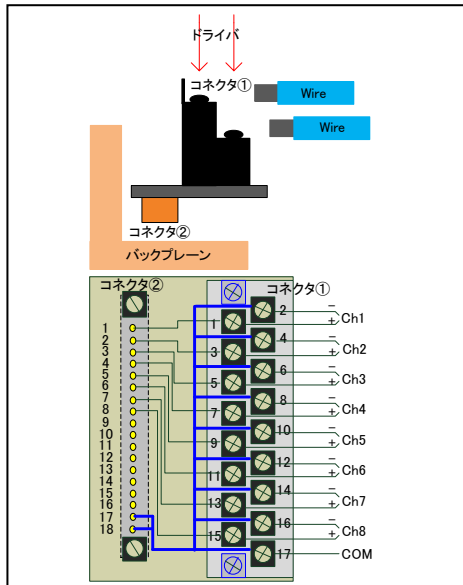 ドライバ
コネクタ①
Wire
Wire
コネクタ②
バックプレーン
コネクタ②
コネクタ①
1
2
3
4
5
6
7
8
9
10
11
12
13
14
15
16
17
18
1
3
5
7
9
11
13
15
2
4
6
8
10
12
14
16
17
− + Ch1
− + Ch2
− + Ch3
− + Ch4
− + Ch5
− + Ch6
− + Ch7
− + Ch8
COM